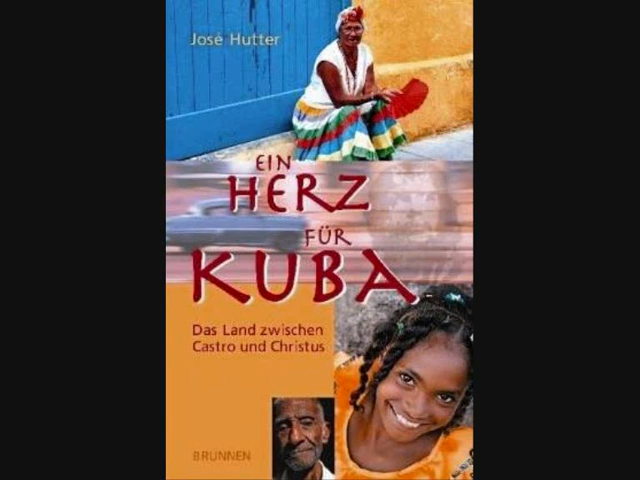 José Hutter
EIN
HERZ
FÜR
KUBA
Das Land zwischen
Castro und Christus
BRUNNEN